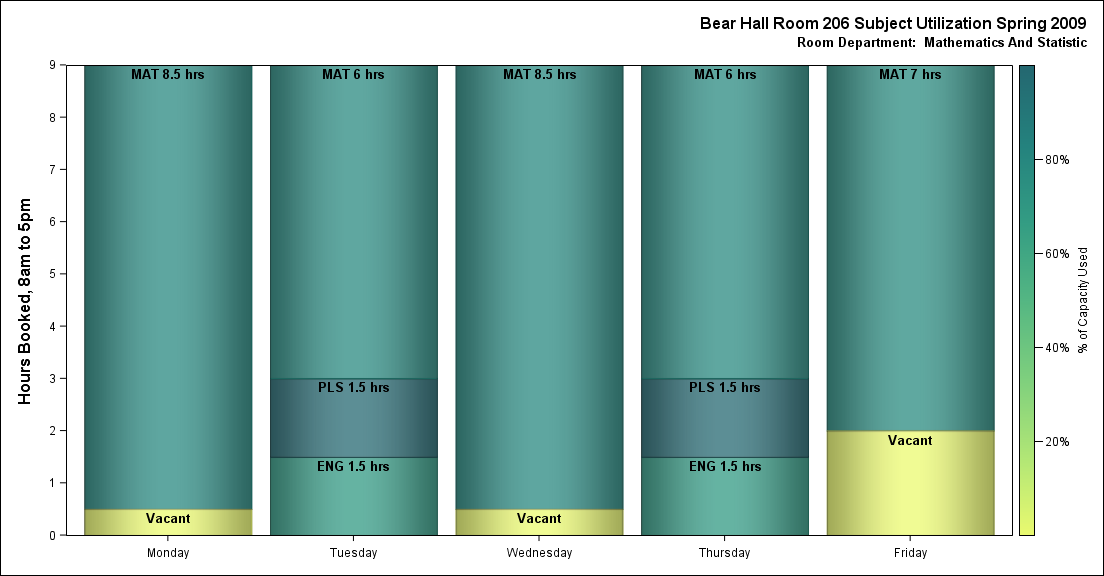 Bear Hall Room 206 Subject Utilization Spring 2009
Room Department: Mathematics And Statistic
Hours Booked, 8am to 5pm
9
8
7
6
5
4
3
2
1
0
MAT 8.5 hrs
Vacant
MAT 6 hrs
PLS 1.5 hrs
ENG 1.5 hrs
MAT 8.5 hrs
Vacant
MAT 6 hrs
PLS 1.5 hrs
ENG 1.5 hrs
MAT 7 hrs
Vacant
Monday
Tuesday
Wednesday
Thursday
Friday
80%
60%
40%
20%
% of Capacity Used